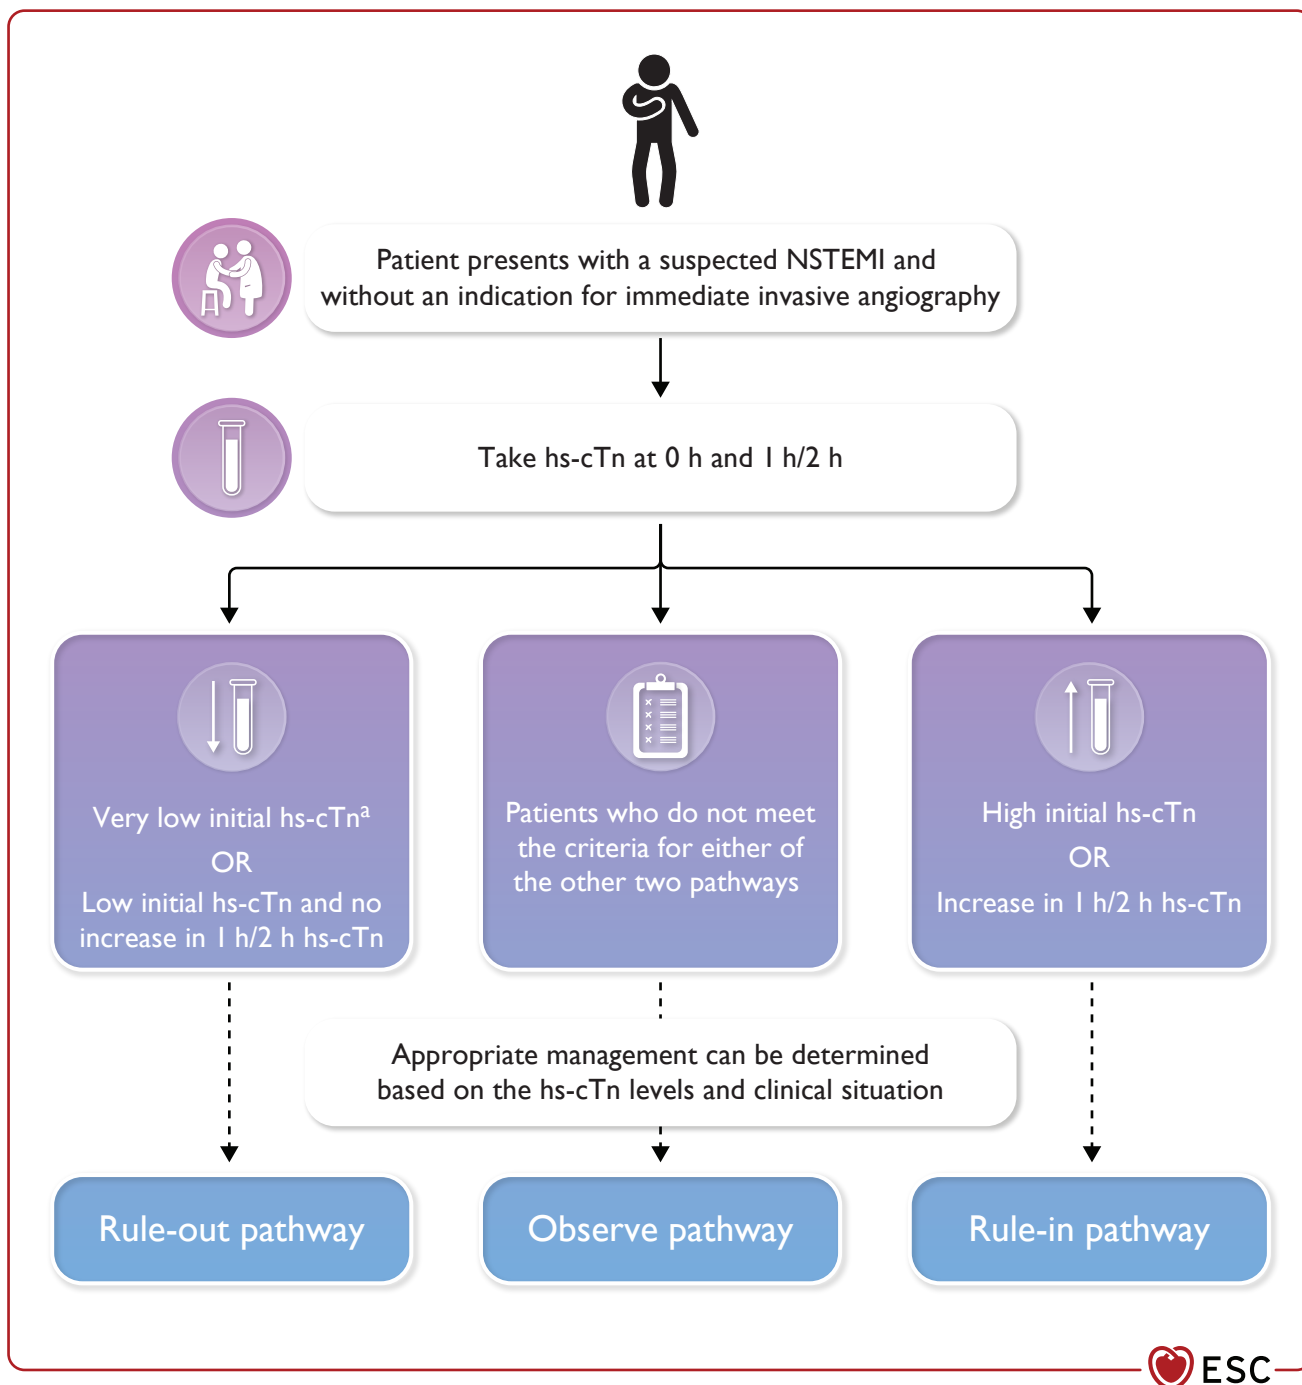 Patient presents with a suspected NSTEMI and
without an indication for immediate invasive angiography
Take hs-cTn at 0 h and 1 h/2 h
Very low initial hs-cTnᵃ
OR
Low initial hs-cTn and no
increase in 1 h/2 h hs-cTn
Patients who do not meet
the criteria for either of
the other two pathways
High initial hs-cTn
OR
Increase in 1 h/2 h hs-cTn
Appropriate management can be determined
based on the hs-cTn levels and clinical situation
Rule-out pathway
Observe pathway
Rule-in pathway
ESC